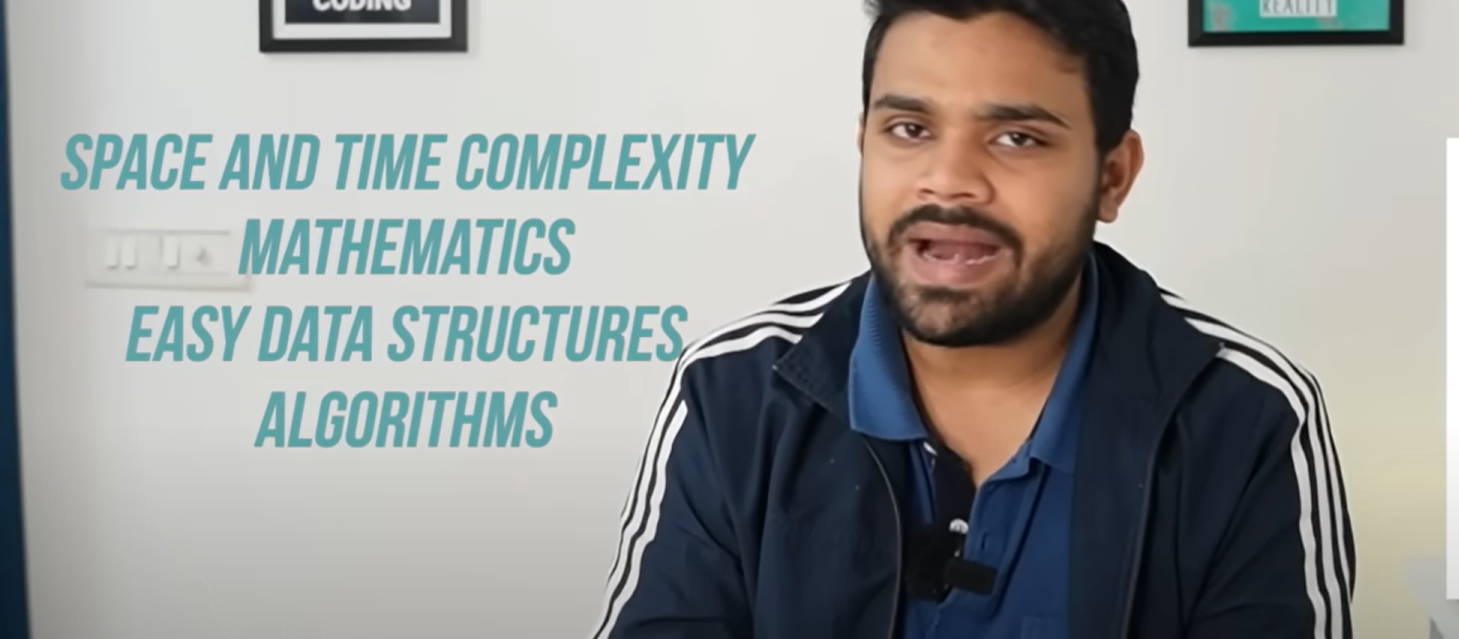 CODING
REALITY
SPACE AND TIME COMPLEXITY
MATHEMATICS
EASY DATA STRUCTURES
ALGORITHMS